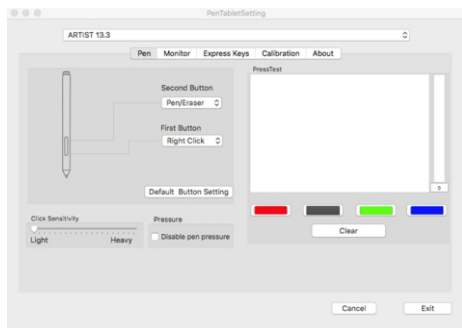 PenTabletSetting
ARTIST 13.3
Pen Monitor Express Keys Calibration About
PressTest
Second Button
Pen/Eraser
First Button
Right Click
Default Button Setting
0
Click Sensitivity
Light Heavy
Pressure
Disable pen pressure
Clear
Cancel Exit